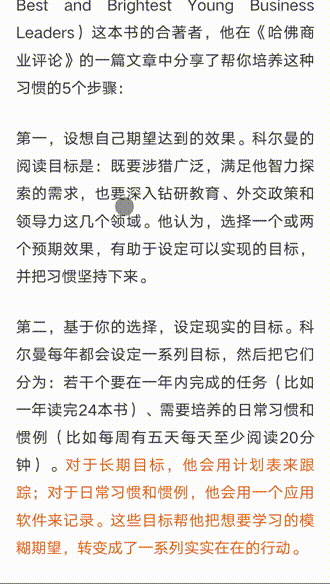 Best and Brightest Young Business
Leaders）这本书的合著者，他在《哈佛商
业评论》的一篇文章中分享了帮你培养这种
习惯的5个步骤：
第一，设想自己期望达到的效果。科尔曼的
阅读目标是：既要涉猎广泛，满足他智力探
索的需求，也要深入钻研教育、外交政策和
领导力这几个领域。他认为，选择一个或两
个预期效果，有助于设定可以实现的目标，
并把习惯坚持下来。
第二，基于你的选择，设定现实的目标。科
尔曼每年都会设定一系列目标，然后把它们
分为：若干个要在一年内完成的任务（比如
一年读完24本书）、需要培养的日常习惯和
惯例（比如每周有五天每天至少阅读20分
钟）。对于长期目标，他会用计划表来跟
踪；对于日常习惯和惯例，他会用一个应用
软件来记录。这些目标帮他把想要学习的模
糊期望，转变成了一系列实实在在的行动。